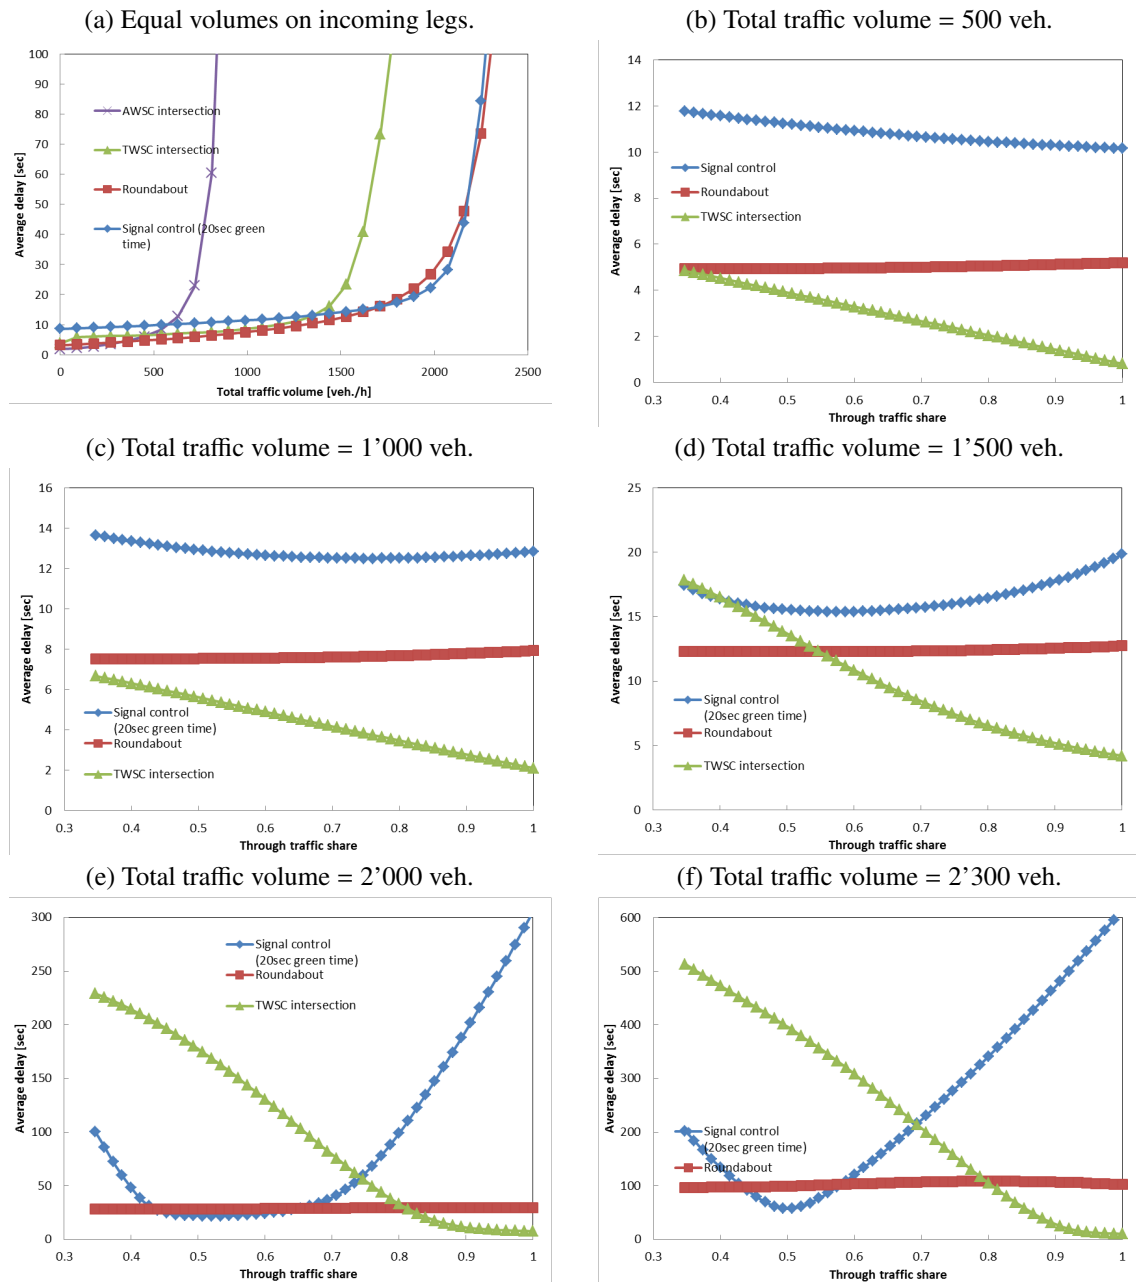 (a) Equal volumes on incoming legs.
100
90
80
70
60
50
40
30
20
10
0
Average delay [sec]
AWSC intersection
TWSC intersection
Roundabout
Signal control (20sec green
time)
0
500
1000
1500
2000
2500
Total traffic volume [veh./h]
(b) Total traffic volume = 500 veh.
14
12
10
8
6
4
2
0
Average delay [sec]
Signal control
Roundabout
TWSC intersection
0.3
0.4
0.5
0.6
0.7
0.8
0.9
1
Through traffic share
(c) Total traffic volume = 1’000 veh.
16
14
12
10
8
6
4
2
0
Average delay [sec]
Signal control
(20sec green time)
Roundabout
TWSC intersection
0.3
0.4
0.5
0.6
0.7
0.8
0.9
1
Through traffic share
(d) Total traffic volume = 1’500 veh.
25
20
15
10
5
0
Average delay [sec]
Signal control
(20sec green time)
Roundabout
TWSC intersection
0.3
0.4
0.5
0.6
0.7
0.8
0.9
1
Through traffic share
(e) Total traffic volume = 2’000 veh.
300
250
200
150
100
50
0
Average delay [sec]
Signal control
(20sec green time)
Roundabout
TWSC intersection
0.3
0.4
0.5
0.6
0.7
0.8
0.9
1
Through traffic share
(f) Total traffic volume = 2’300 veh.
600
500
400
300
200
100
0
Average delay [sec]
Signal control
(20sec green time)
Roundabout
TWSC intersection
0.3
0.4
0.5
0.6
0.7
0.8
0.9
1
Through traffic share